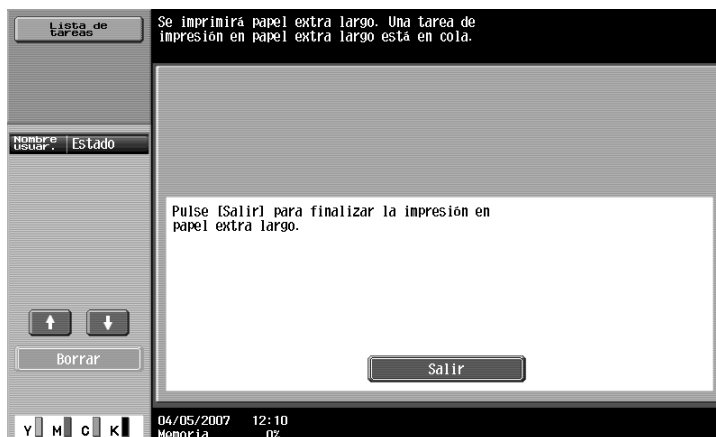 Lista de
tareas
Se imprimirá papel extra largo. Una tarea de
impresión en papel extra largo está en cola.
Nombre
usuar.
Estado
Pulse [Salir] para finalizar la impresión en
papel extra largo.
Borrar
Salir
Y M C K
04/05/2007 12:10
Memoria 0%